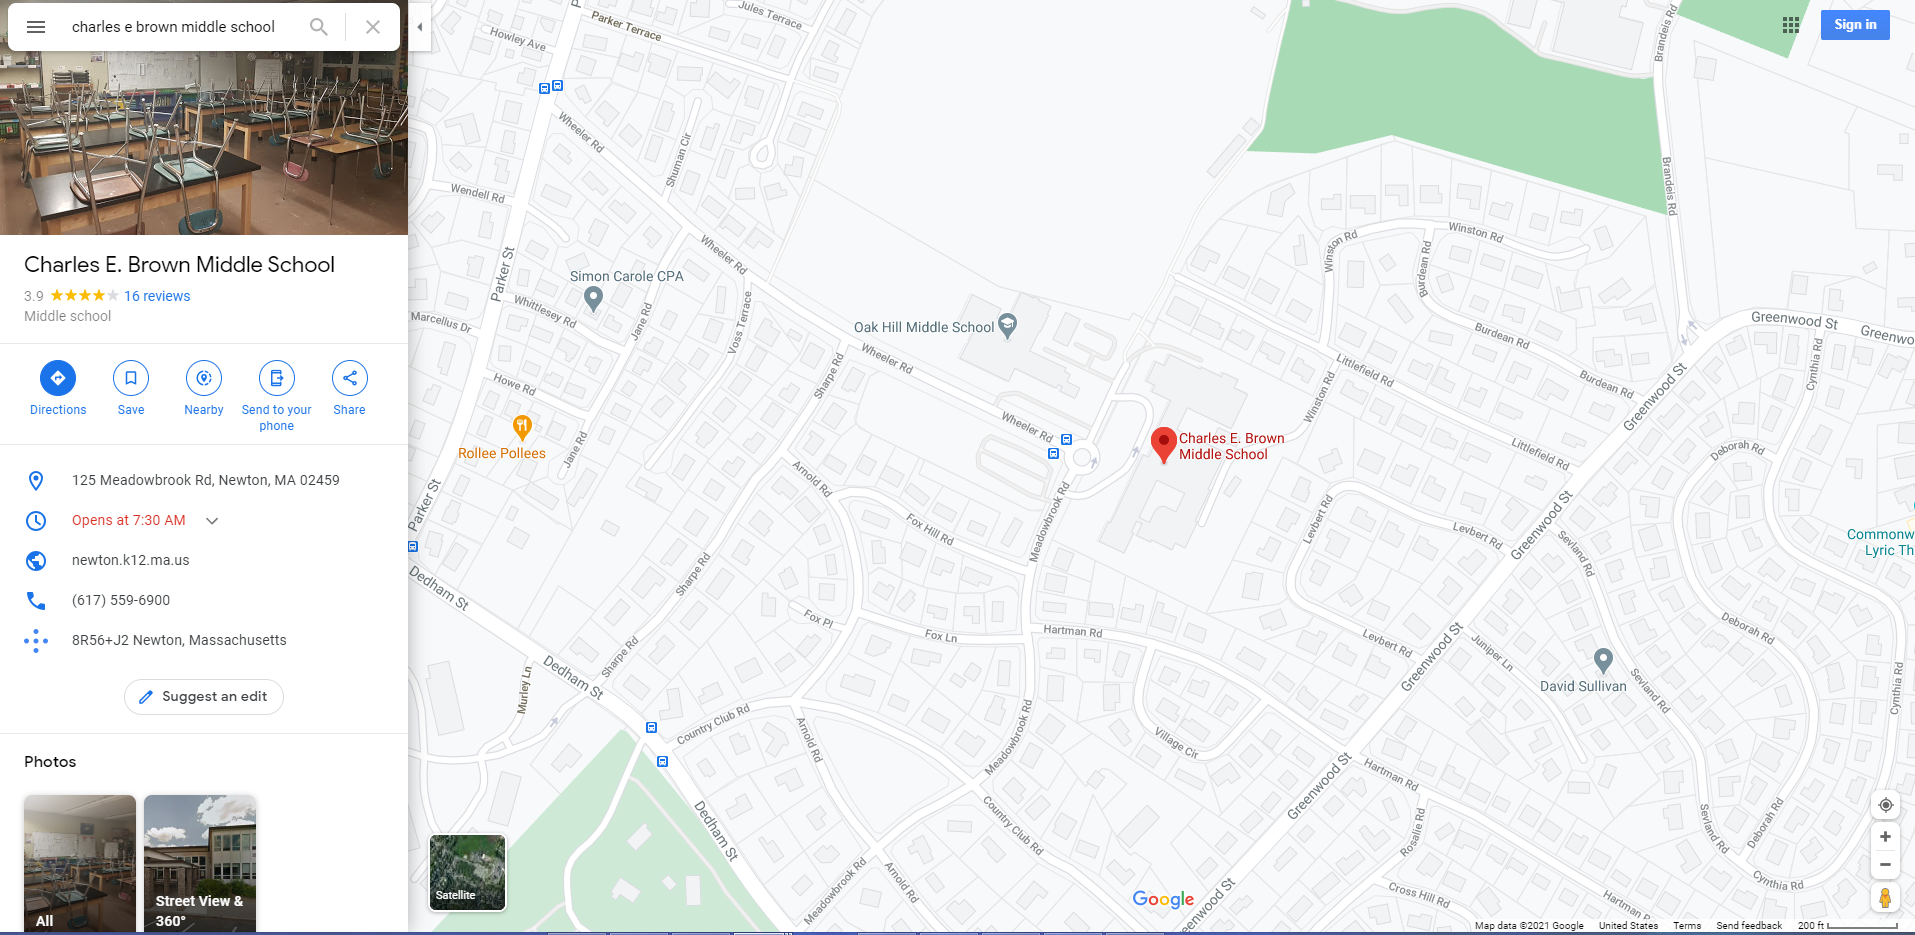 charles e brown middle school
Charles E. Brown Middle School
3.9
16 reviews
Middle school
Directions
Save
Nearby
Send to your
phone
Share
125 Meadowbrook Rd, Newton, MA 02459
Opens at 7:30 AM
newton.k12.ma.us
(617) 559-6900
8R56+J2 Newton, Massachusetts
Suggest an edit
Photos
All
Street View &
360°
Satellite
Sign in
Jules Terrace
Parker Terrace
Howley Ave
Brandeis Rd
Wheeler Rd
Shuman Cir
Brandeis Rd
Wendell Rd
Wheeler Rd
Parker St
Winston Rd
Winston Rd
Burdean Rd
Simon Carole CPA
Whittlesey Rd
Jane Rd
Voss Terrace
Marcellus Dr
Oak Hill Middle School
Greenwood St
Greenwood
Burdean Rd
Wheeler Rd
Sharpe Rd
Littlefield Rd
Burdean Rd
Cynthia Rd
Howe Rd
Winston Rd
Greenwood St
Rollee Pollees
Jane Rd
Wheeler Rd
Charles E. Brown
Middle School
Littlefield Rd
Deborah Rd
Arnold Rd
Parker St
Meadowbrook Rd
Fox Hill Rd
Levbert Rd
Levbert Rd
Greenwood St
Sevland Rd
Commonw
Lyric Th
Dedham St
Sharpe Rd
Fox Pl
Fox Ln
Hartman Rd
Levbert Rd
Greenwood St
Juniper Ln
Deborah Rd
David Sullivan
Sevland Rd
Cynthia Rd
Sharpe Rd
Dedham St
Murley Ln
Country Club Rd
Arnold Rd
Meadowbrook Rd
Village Cir
Greenwood St
Hartman Rd
Dedham St
Country Club Rd
Rosalie Rd
Sevland Rd
Deborah Rd
Meadowbrook Rd
Arnold Rd
Greenwood St
Cross Hill Rd
Hartman Rd
Cynthia Rd
Google
Map data ©2021 Google
United States
Terms
Send feedback
200 ft